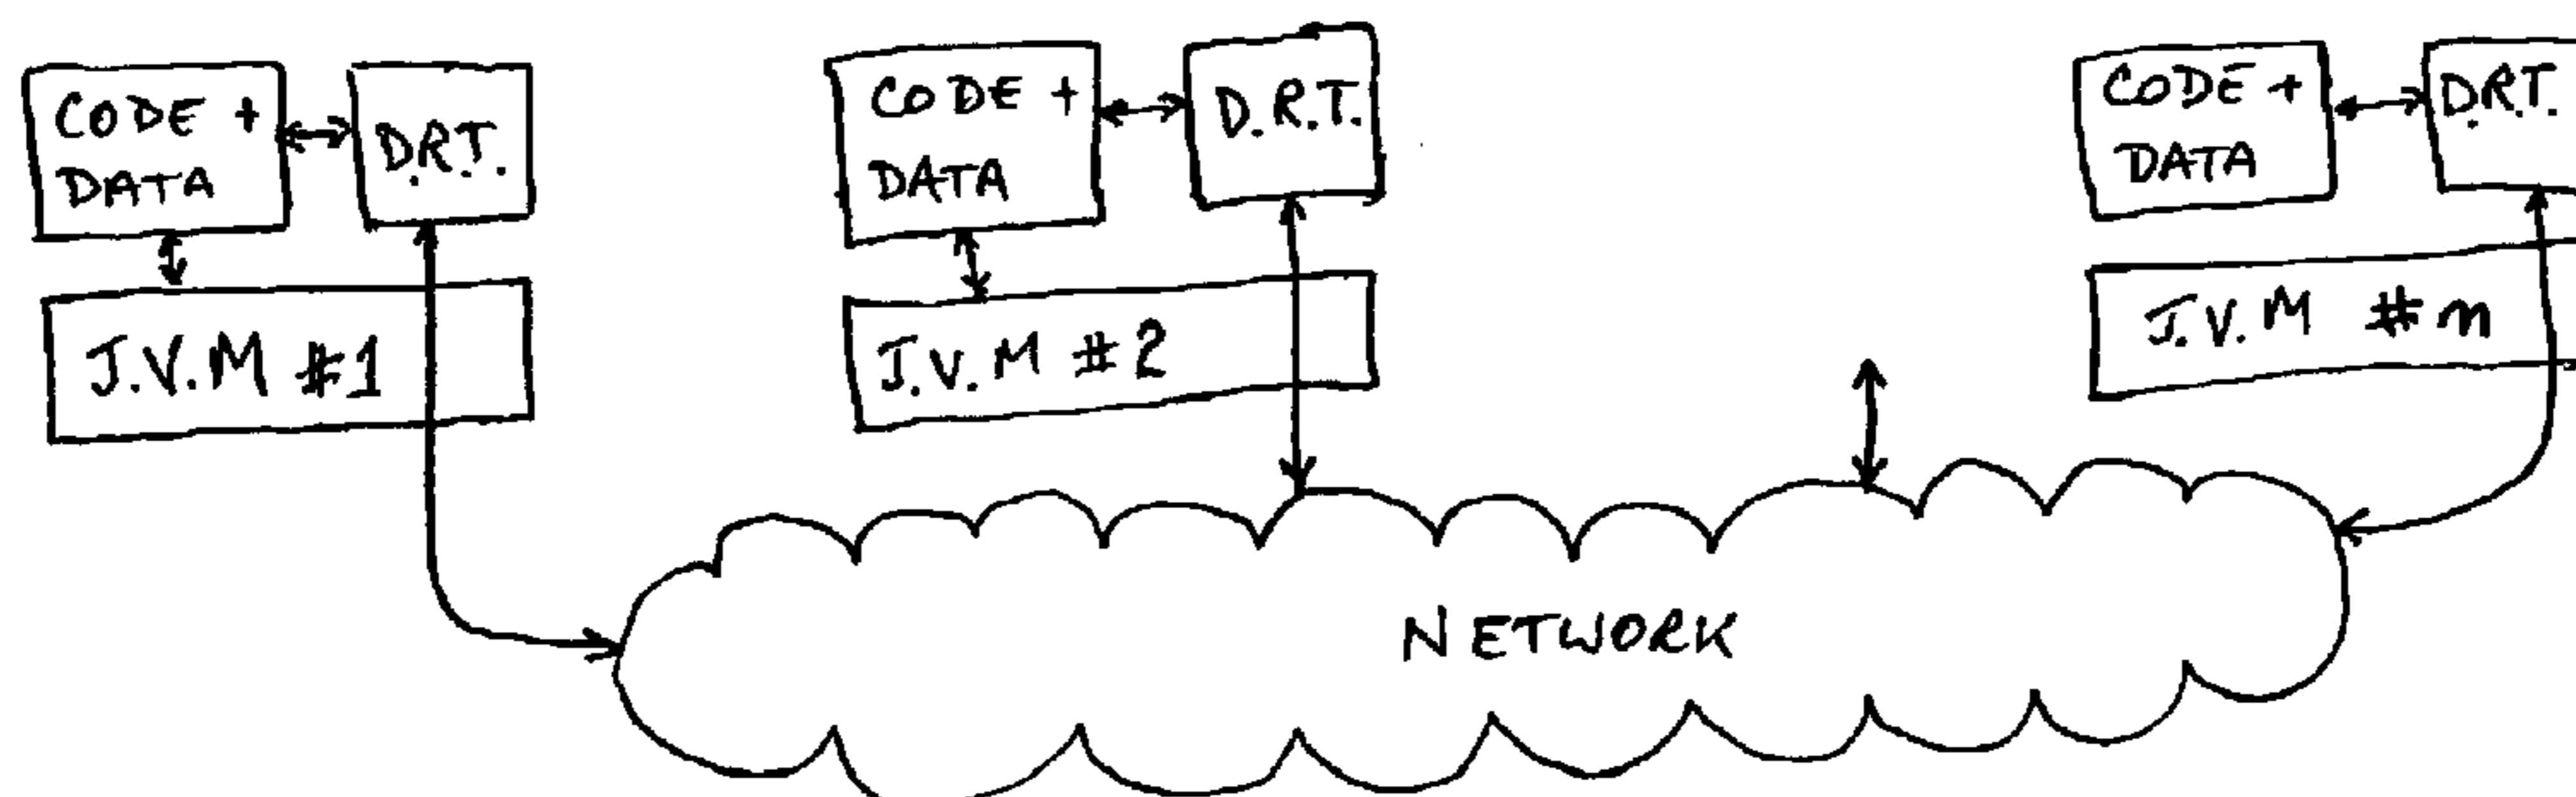 CODE +
DATA
D.R.T.
J.V.M #1
CODE +
DATA
D.R.T.
J.V.M #2
CODE +
DATA
D.R.T.
J.V.M #n
NETWORK